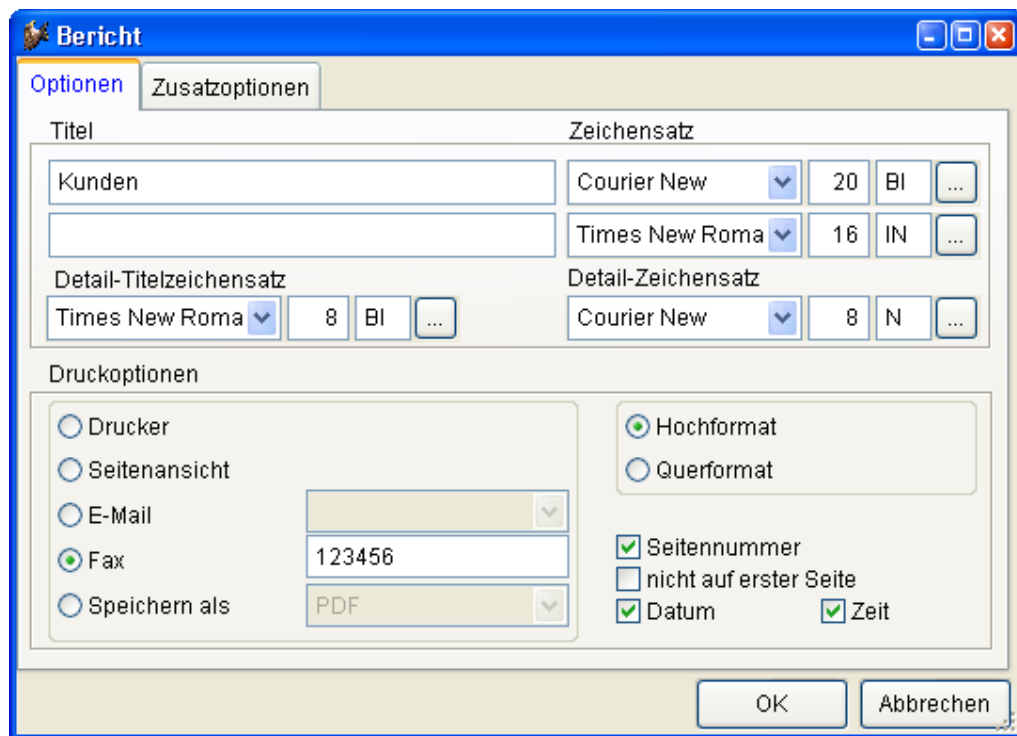 Bericht
Optionen Zusatzoptionen
Titel Zeichensatz
Kunden Courier New 20 BI ...
Times New Roma 16 IN ...
Detail-Titelzeichensatz Detail-Zeichensatz
Times New Roma 8 BI ... Courier New 8 N ...
Druckoptionen
Drucker Hochformat
Seitenansicht Querformat
E-Mail
Fax 123456 Seitennummer
nicht auf erster Seite
Speichern als PDF Datum Zeit
OK Abbrechen